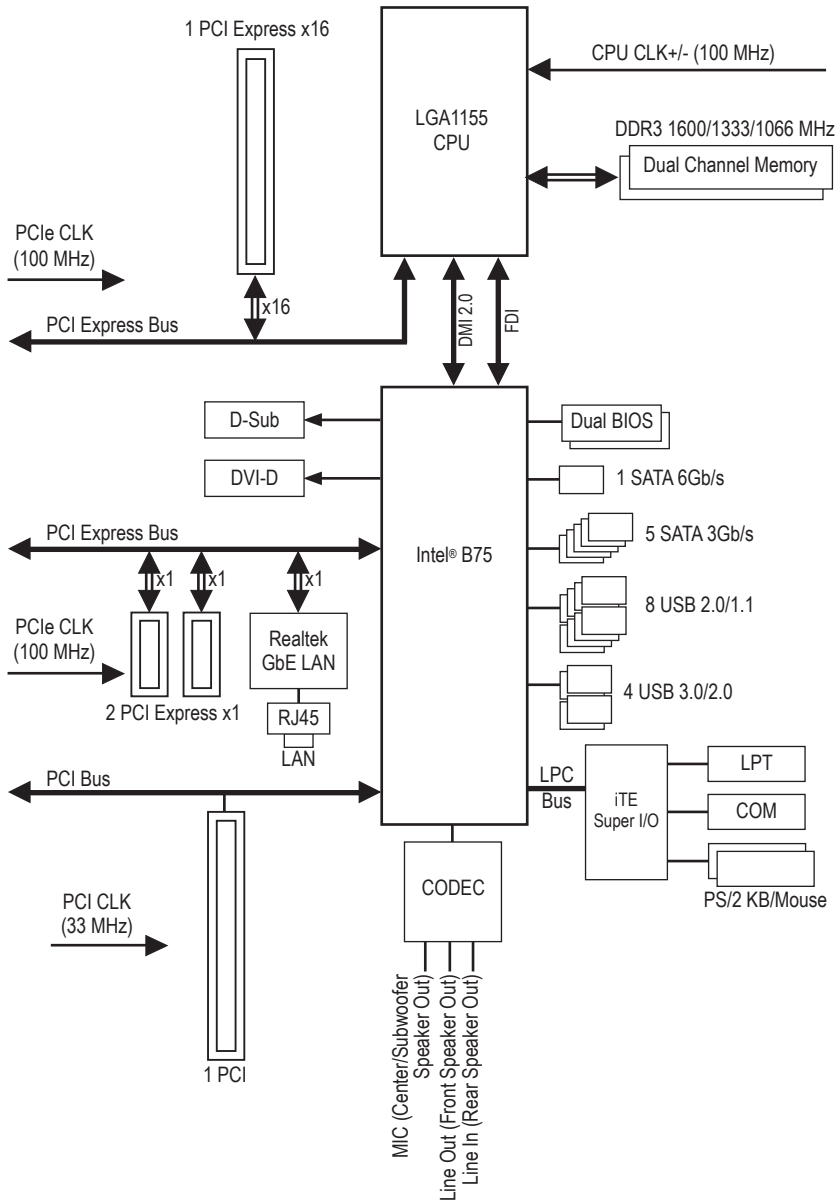 1 PCI Express x16
CPU CLK+/- (100 MHz)
LGA1155
CPU
DDR3 1600/1333/1066 MHz
Dual Channel Memory
PCIe CLK
(100 MHz)
x16
PCI Express Bus
DMI 2.0
FDI
D-Sub
Dual BIOS
DVI-D
1 SATA 6Gb/s
PCI Express Bus
5 SATA 3Gb/s
Intel® B75
x1
x1
x1
8 USB 2.0/1.1
PCIe CLK
(100 MHz)
Realtek
GbE LAN
4 USB 3.0/2.0
2 PCI Express x1
RJ45
LAN
PCI Bus
LPC
Bus
iTE
Super I/O
LPT
COM
PS/2 KB/Mouse
CODEC
PCI CLK
(33 MHz)
1 PCI
MIC (Center/Subwoofer
Speaker Out)
Line Out (Front Speaker Out)
Line In (Rear Speaker Out)